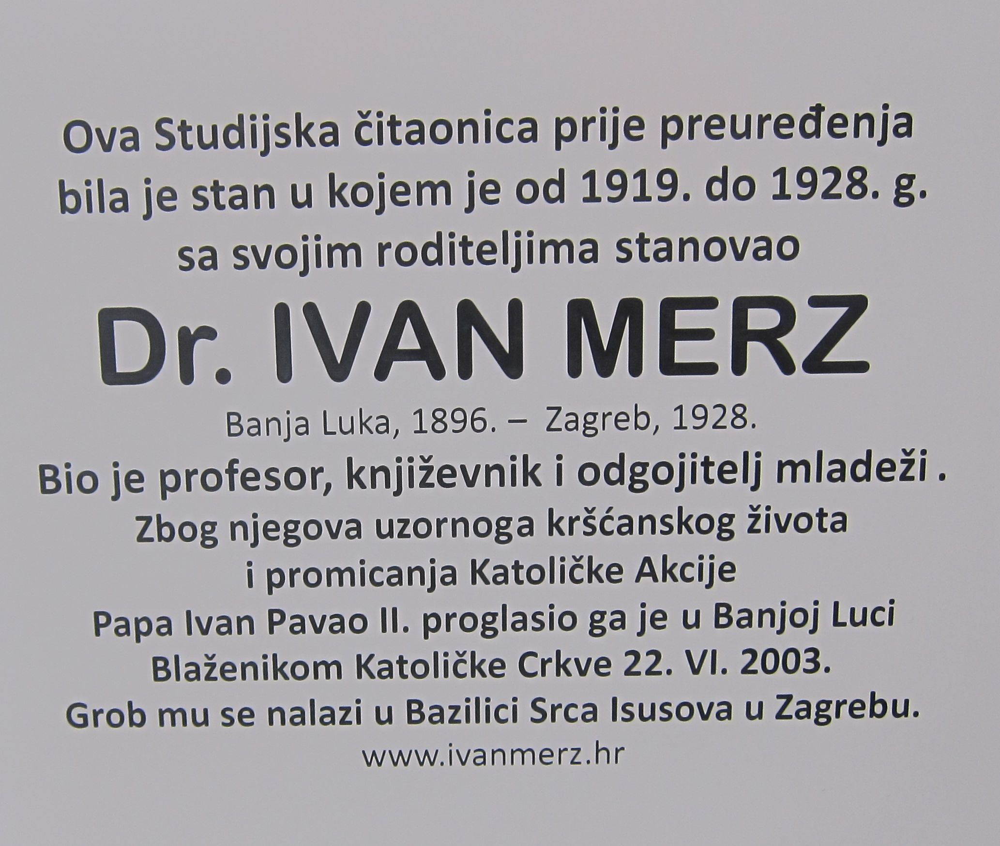 Ova Studijska čitaonica prije preuređenja
bila je stan u kojem je od 1919. do 1928. g.
sa svojim roditeljima stanovao
Dr. IVAN MERZ
Banja Luka, 1896. – Zagreb, 1928.
Bio je profesor, književnik i odgojitelj mladeži .
Zbog njegova uzornoga kršćanskog života
i promicanja Katoličke Akcije
Papa Ivan Pavao II. proglasio ga je u Banjoj Luci
Blaženikom Katoličke Crkve 22. VI. 2003.
Grob mu se nalazi u Bazilici Srca Isusova u Zagrebu.
www.ivanmerz.hr